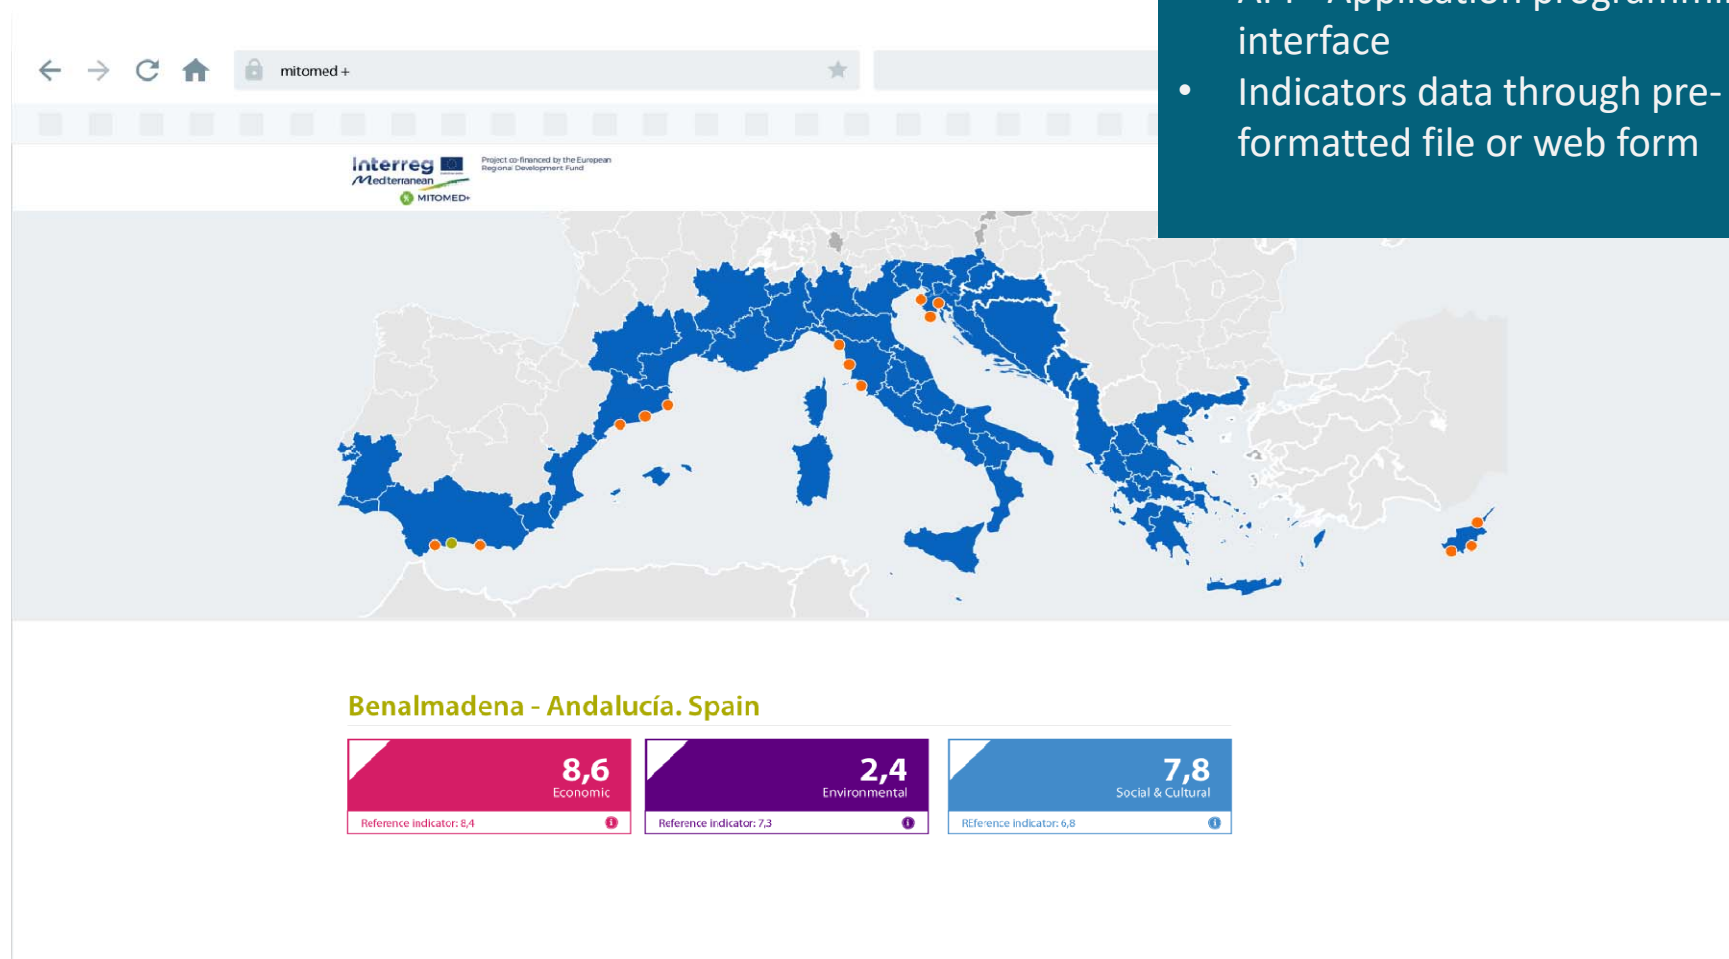 interface
• Indicators data through pre-
formatted file or web form
mitomed +
Interreg
Mediterranean
MITOMED+
Project co-financed by the European
Regional Development Fund
Benalmadena - Andalucía. Spain
8,6
Economic
Reference indicator: 8,4
2,4
Environmental
Reference indicator: 7,3
7,8
Social & Cultural
REference indicator: 6,8